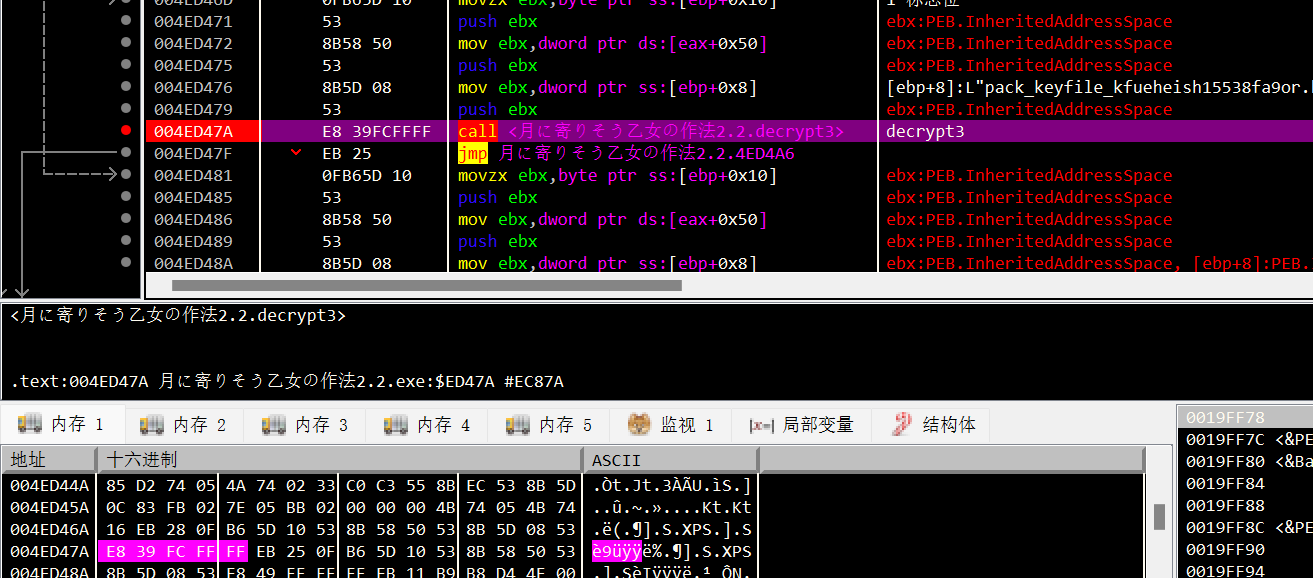 004ED46D 0FB65D 10 movzx ebx,byte ptr ss:[ebp+0x10] 1 标志位
004ED471 53 push ebx ebx:PEB.InheritedAddressSpace
004ED472 8B58 50 mov ebx,dword ptr ds:[eax+0x50] ebx:PEB.InheritedAddressSpace
004ED475 53 push ebx ebx:PEB.InheritedAddressSpace
004ED476 8B5D 08 mov ebx,dword ptr ss:[ebp+0x8] [ebp+8]:L"pack_keyfile_kfueheish15538fa9or.
004ED479 53 push ebx ebx:PEB.InheritedAddressSpace
004ED47A E8 39FCFFFF call <月に寄りそう乙女の作法2.2.decrypt3> decrypt3
004ED47F EB 25 jmp 月に寄りそう乙女の作法2.2.4ED4A6
004ED481 0FB65D 10 movzx ebx,byte ptr ss:[ebp+0x10] ebx:PEB.InheritedAddressSpace
004ED485 53 push ebx ebx:PEB.InheritedAddressSpace
004ED486 8B58 50 mov ebx,dword ptr ds:[eax+0x50] ebx:PEB.InheritedAddressSpace
004ED489 53 push ebx ebx:PEB.InheritedAddressSpace
004ED48A 8B5D 08 mov ebx,dword ptr ss:[ebp+0x8] ebx:PEB.InheritedAddressSpace, [ebp+8]:PEB.
<月に寄りそう乙女の作法2.2.decrypt3>
.text:004ED47A 月に寄りそう乙女の作法2.2.exe:$ED47A #EC87A
内存 1 内存 2 内存 3 内存 4 内存 5 监视 1 |x=| 局部变量 结构体
地址 十六进制 ASCII
004ED44A 85 D2 74 05 4A 74 02 33 C0 C3 55 8B EC 53 8B 5D .Òt.Jt.3ÀÃU.ìS.]
004ED45A 0C 83 FB 02 7E 05 BB 02 00 00 00 4B 74 05 4B 74 ..û.~.»....Kt.Kt
004ED46A 16 EB 28 0F B6 5D 10 53 8B 58 50 53 8B 5D 08 53 .ë(.¶].S.XPS.].S
004ED47A E8 39 FC FF FF EB 25 0F B6 5D 10 53 8B 58 50 53 è9üÿÿë%.¶].S.XPS
004ED48A 8B 5D 08 53
0019FF78
0019FF7C <&PE
0019FF80 <&Ba
0019FF84
0019FF88
0019FF8C <&PE
0019FF90
0019FF94